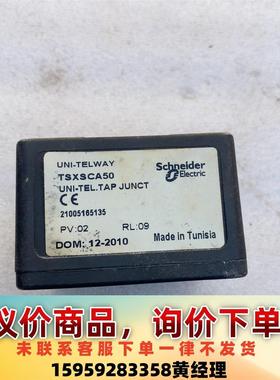 UNI-TELWAY
TSXSCA50
Schneider
Electric
UNI-TEL.TAP JUNCT
CE
21005165135
PV:02 RL:09
DOM: 12-2010 Made in Tunisia
议价商品，询价下单
未联系客服下单不发货
15959283358黄经理